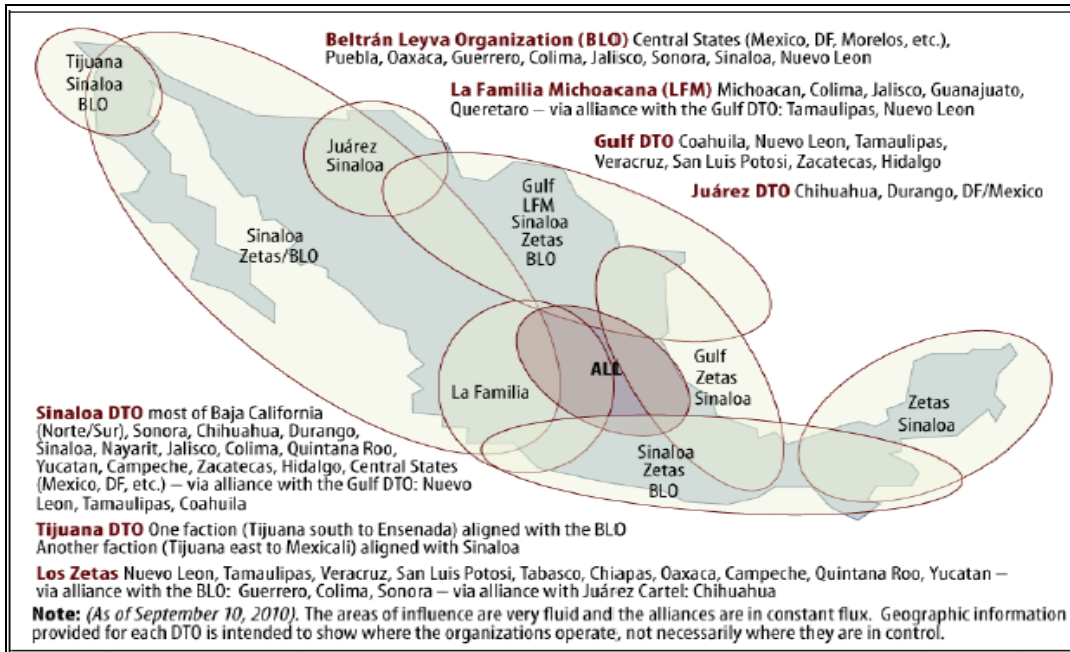 Beltrán Leyva Organization (BLO) Central States (Mexico, DF, Morelos, etc.),
Puebla, Oaxaca, Guerrero, Colima, Jalisco, Sonora, Sinaloa, Nuevo Leon
La Familia Michoacana (LFM) Michoacan, Colima, Jalisco, Guanajuato,
Queretaro – via alliance with the Gulf DTO: Tamaulipas, Nuevo Leon
Gulf DTO Coahuila, Nuevo Leon, Tamaulipas,
Veracruz, San Luis Potosi, Zacatecas, Hidalgo
Juárez DTO Chihuahua, Durango, DF/Mexico
Tijuana
Sinaloa
BLO
Juárez
Sinaloa
Gulf
LFM
Sinaloa
Zetas
BLO
Sinaloa
Zetas/BLO
ALL
La Familia
Gulf
Zetas
Sinaloa
Zetas
Sinaloa
Sinaloa
Zetas
BLO
Sinaloa DTO most of Baja California
(Norte/Sur), Sonora, Chihuahua, Durango,
Sinaloa, Nayarit, Jalisco, Colima, Quintana Roo,
Yucatan, Campeche, Zacatecas, Hidalgo, Central States
(Mexico, DF, etc.) – via alliance with the Gulf DTO: Nuevo
Leon, Tamaulipas, Coahuila
Tijuana DTO One faction (Tijuana south to Ensenada) aligned with the BLO
Another faction (Tijuana east to Mexicali) aligned with Sinaloa
Los Zetas Nuevo Leon, Tamaulipas, Veracruz, San Luis Potosi, Tabasco, Chiapas, Oaxaca, Campeche, Quintana Roo, Yucatan –
via alliance with the BLO: Guerrero, Colima, Sonora – via alliance with Juárez Cartel: Chihuahua
Note: (As of September 10, 2010). The areas of influence are very fluid and the alliances are in constant flux. Geographic information
provided for each DTO is intended to show where the organizations operate, not necessarily where they are in control.